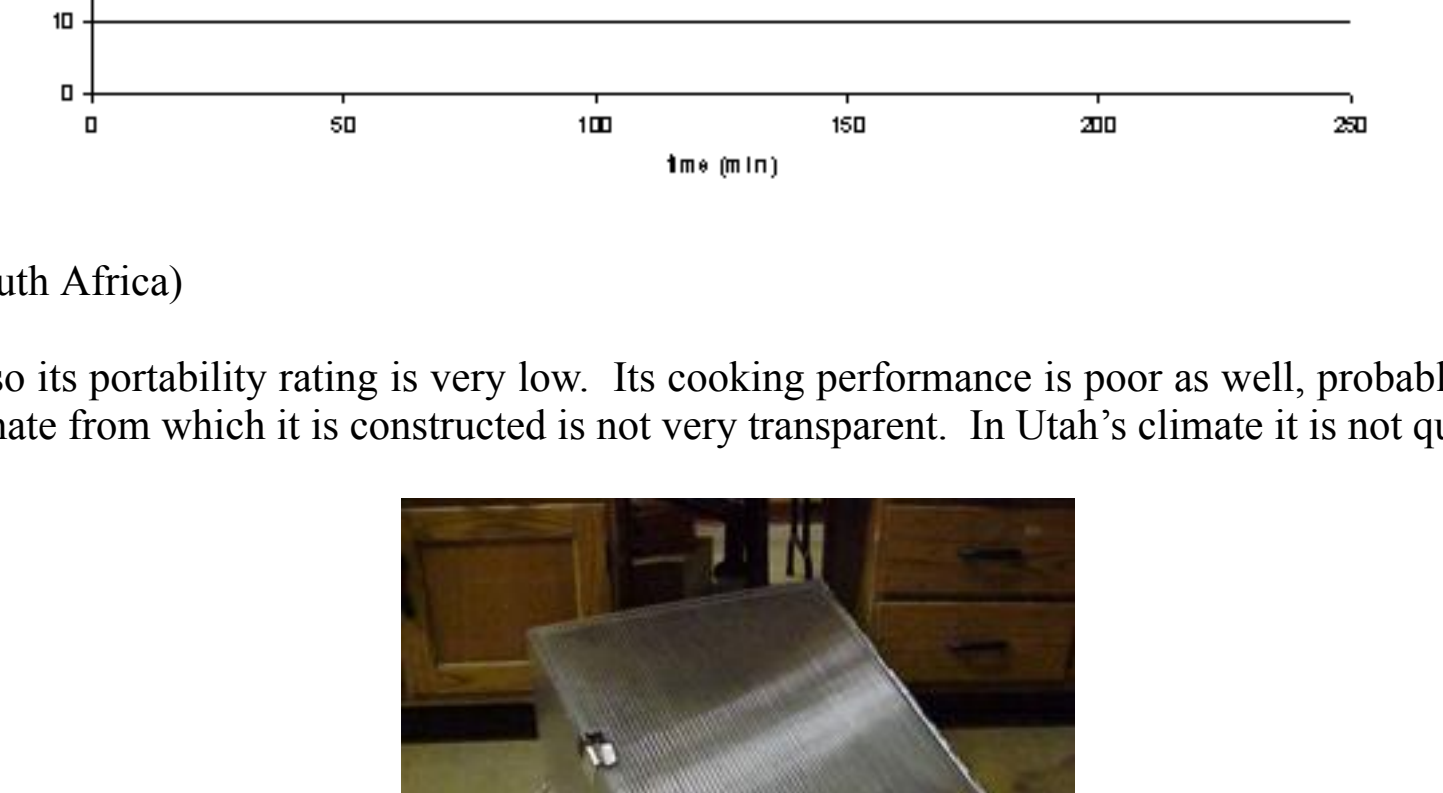 10
0
0 50 100 150 200 250
time (min)
uth Africa)
so its portability rating is very low. Its cooking performance is poor as well, probabl
nate from which it is constructed is not very transparent. In Utah’s climate it is not qu